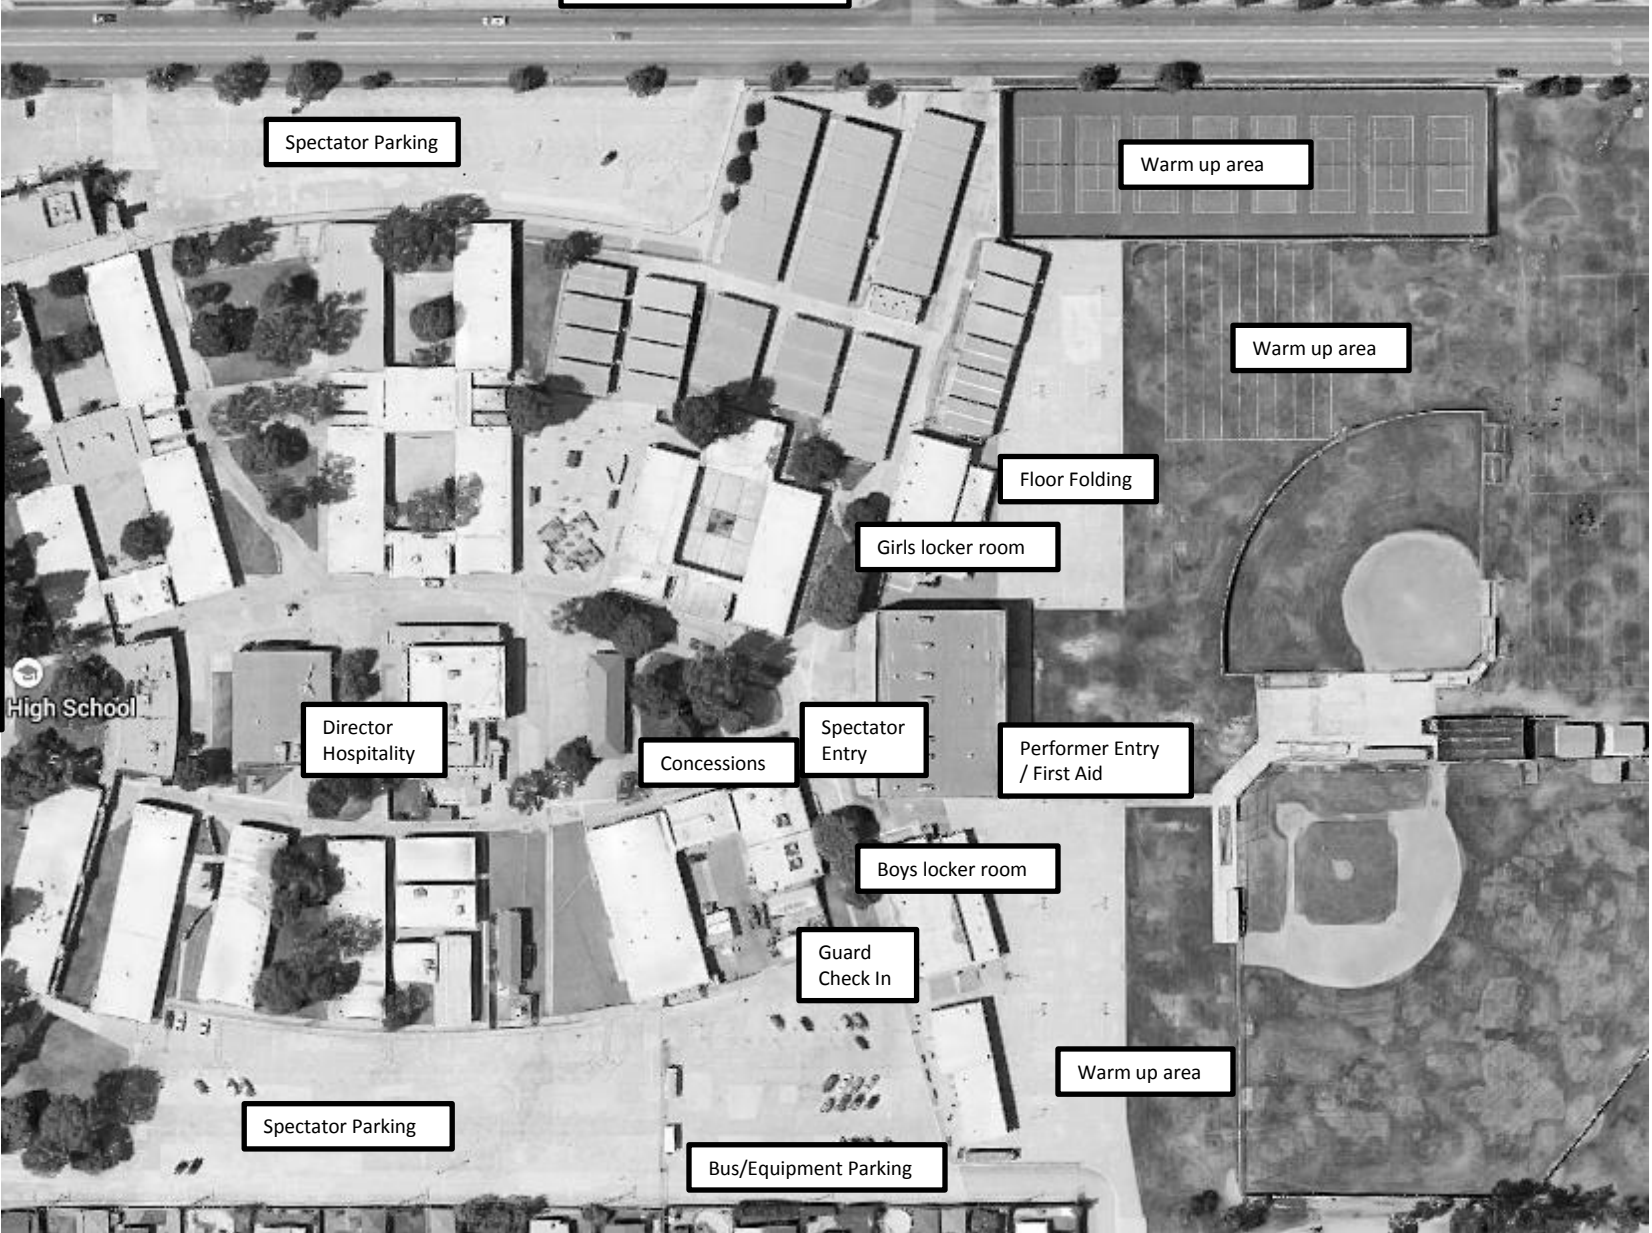 Spectator Parking
Warm up area
Warm up area
Floor Folding
Girls locker room
High School
Director
Hospitality
Spectator
Entry
Concessions
Performer Entry
/ First Aid
Boys locker room
Guard
Check In
Warm up area
Spectator Parking
Bus/Equipment Parking